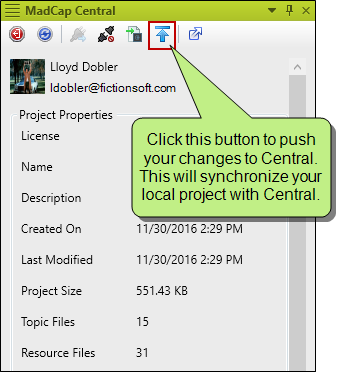 MadCap Central
Lloyd Dobler
ldobler@fictionsoft.com
Project Properties
License
Name
Description
Created On 11/30/2016 2:29 PM
Last Modified 11/30/2016 2:29 PM
Project Size 551.43 KB
Topic Files 15
Resource Files 31
Click this button to push
your changes to Central.
This will synchronize your
local project with Central.